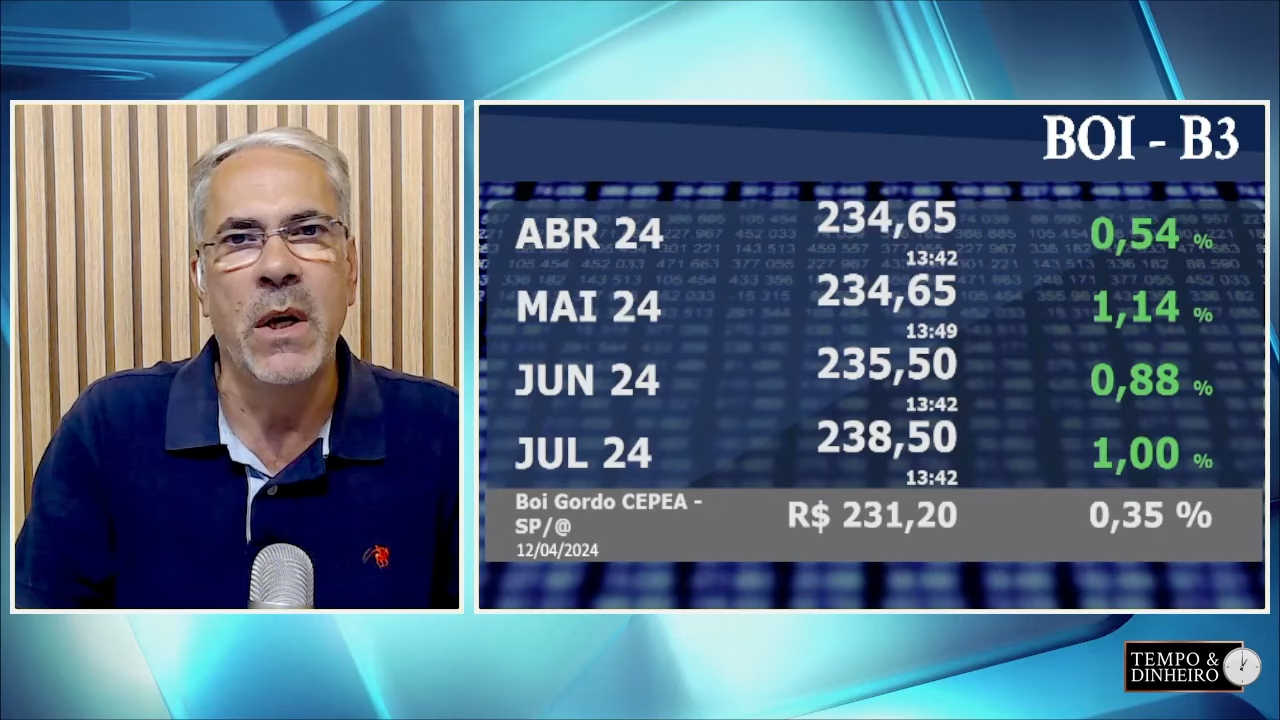 BOI - B3
ABR 24 234,65 0,54 %
13:42
MAI 24 234,65 1,14 %
13:49
JUN 24 235,50 0,88 %
13:42
JUL 24 238,50 1,00 %
13:42
Boi Gordo CEPEA -
SP/@ R$ 231,20 0,35 %
12/04/2024
TEMPO &
DINHEIRO